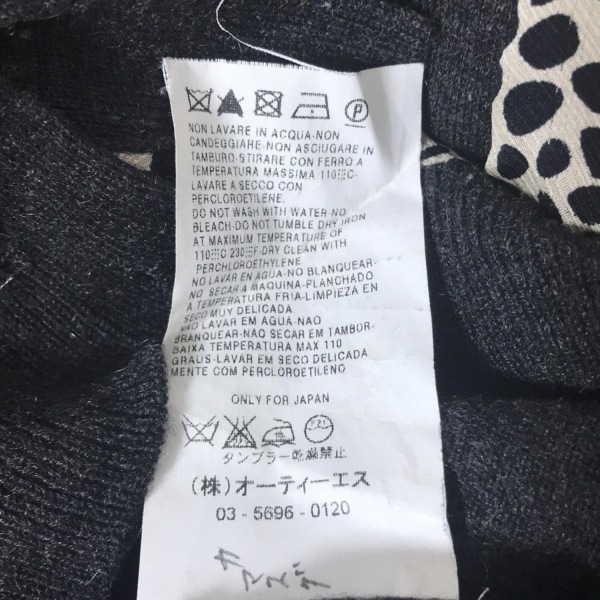 P
NON LAVARE IN ACQUA-NON
CANDEGGIARE-NON ASCIUGARE IN
TAMBURO-STIRARE CON FERRO A
TEMPERATURA MASSIMA 110°C-
LAVARE A SECCO CON
PERCLOROETILENE.
DO NOT WASH WITH WATER-NO
BLEACH-DO NOT TUMBLE DRY IRON
AT MAXIMUM TEMPERATURE OF
110°C 230°F-DRY CLEAN WITH
PERCHLOROETHYLENE.
NO LAVAR EN AGUA-NO BLANQUEAR-
NO SECAR A MAQUINA-PLANCHADO
A TEMPERATURA FRIA-LIMPIEZA EN
SECO MUY DELICADA
NAO LAVAR EM AGUA-NAO
BRANQUEAR-NAO SECAR EM TAMBOR-
BAIXA TEMPERATURA MAX 110
GRAUS-LAVAR EM SECO DELICADA
MENTE COM PERCLOROETILENO
ONLY FOR JAPAN
タンブラー乾燥禁止
(株)オーティーエス
03 - 5696 - 0120